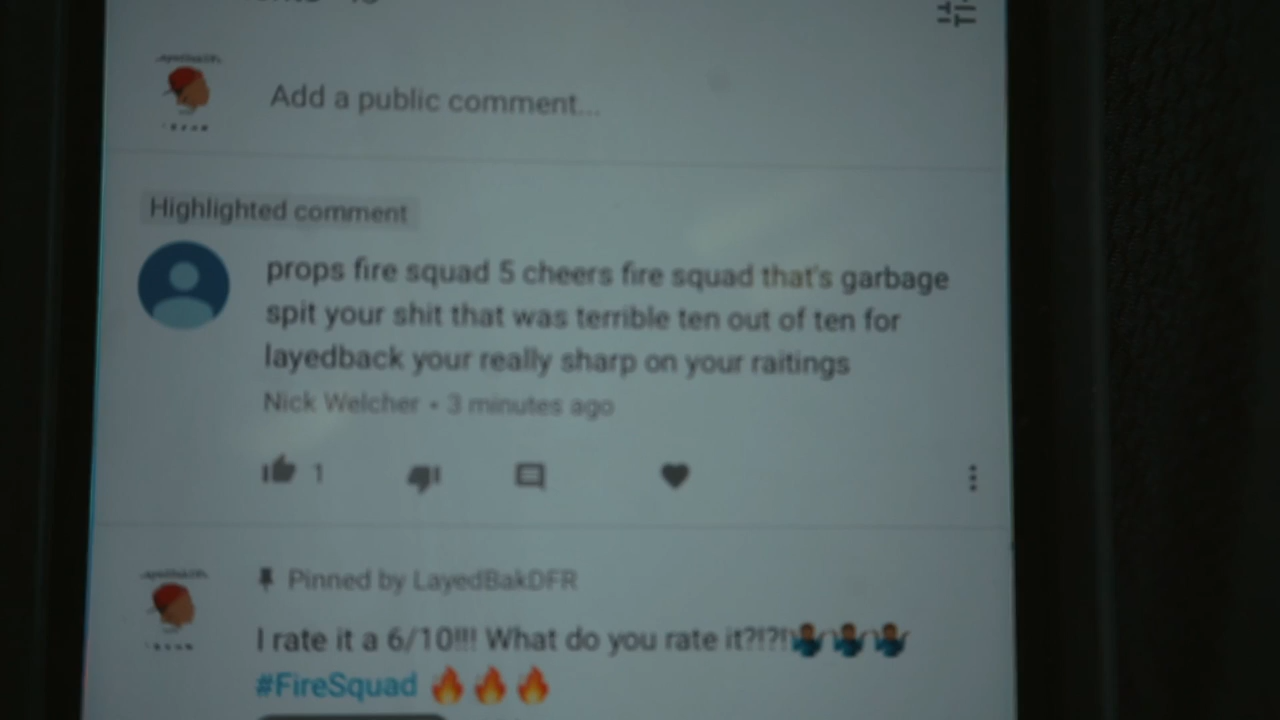 Add a public comment...
Highlighted comment
props fire squad 5 cheers fire squad that's garbage
spit your shit that was terrible ten out of ten for
layedback your really sharp on your raitings
Nick Welcher • 3 minutes ago
1
Pinned by LayedBakDFR
I rate it a 6/10!!! What do you rate it?!?!🤷🏾‍♂️🤷🏾‍♂️🤷🏾‍♂️
#FireSquad 🔥🔥🔥